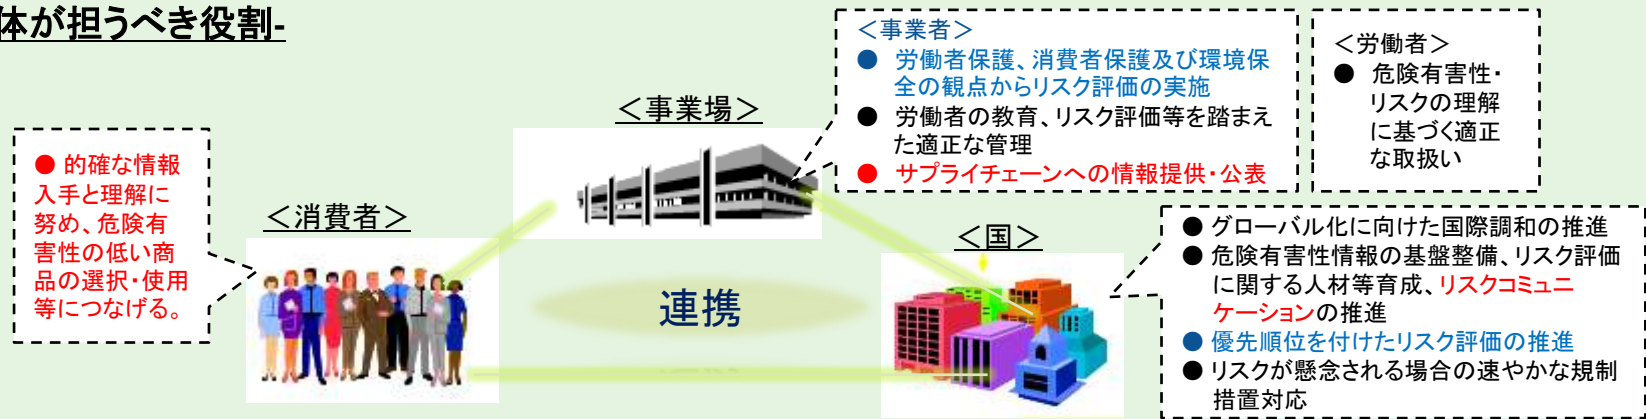 体が担うべき役割-
＜事業者＞
● 労働者保護、消費者保護及び環境保
全の観点からリスク評価の実施
● 労働者の教育、リスク評価等を踏まえ
た適正な管理
● サプライチェーンへの情報提供・公表
＜労働者＞
● 危険有害性・
リスクの理解
に基づく適正
な取扱い
＜事業場＞
● 的確な情報
入手と理解に
努め、危険有
害性の低い商
品の選択・使用
等につなげる。
＜消費者＞
＜国＞
● グローバル化に向けた国際調和の推進
● 危険有害性情報の基盤整備、リスク評価
に関する人材等育成、リスクコミュニ
ケーションの推進
● 優先順位を付けたリスク評価の推進
● リスクが懸念される場合の速やかな規制
措置対応
連携